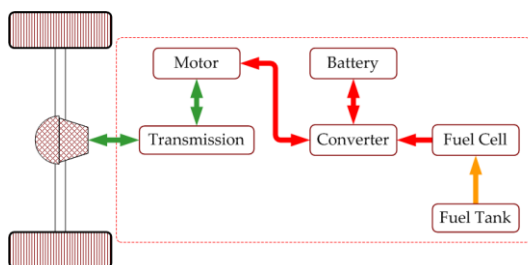 Motor
Battery
Transmission
Converter
Fuel Cell
Fuel Tank